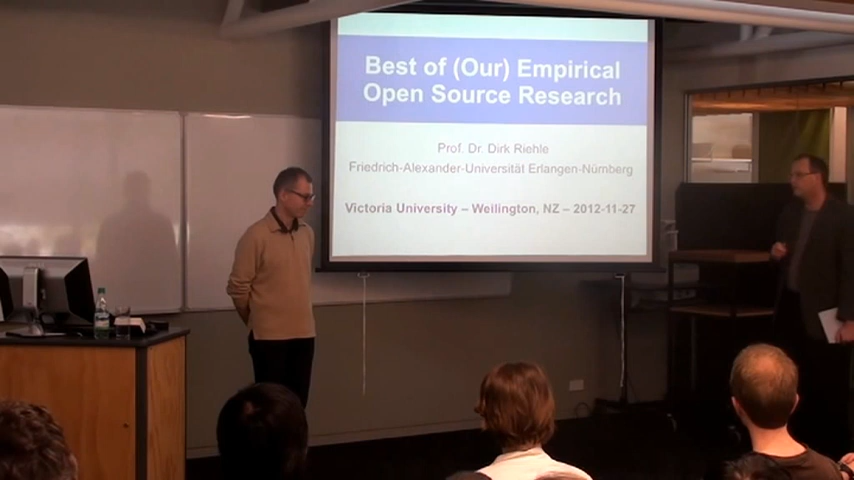 Best of (Our) Empirical
Open Source Research
Prof. Dr. Dirk Riehle
Friedrich-Alexander-Universität Erlangen-Nürnberg
Victoria University – Weilington, NZ – 2012-11-27